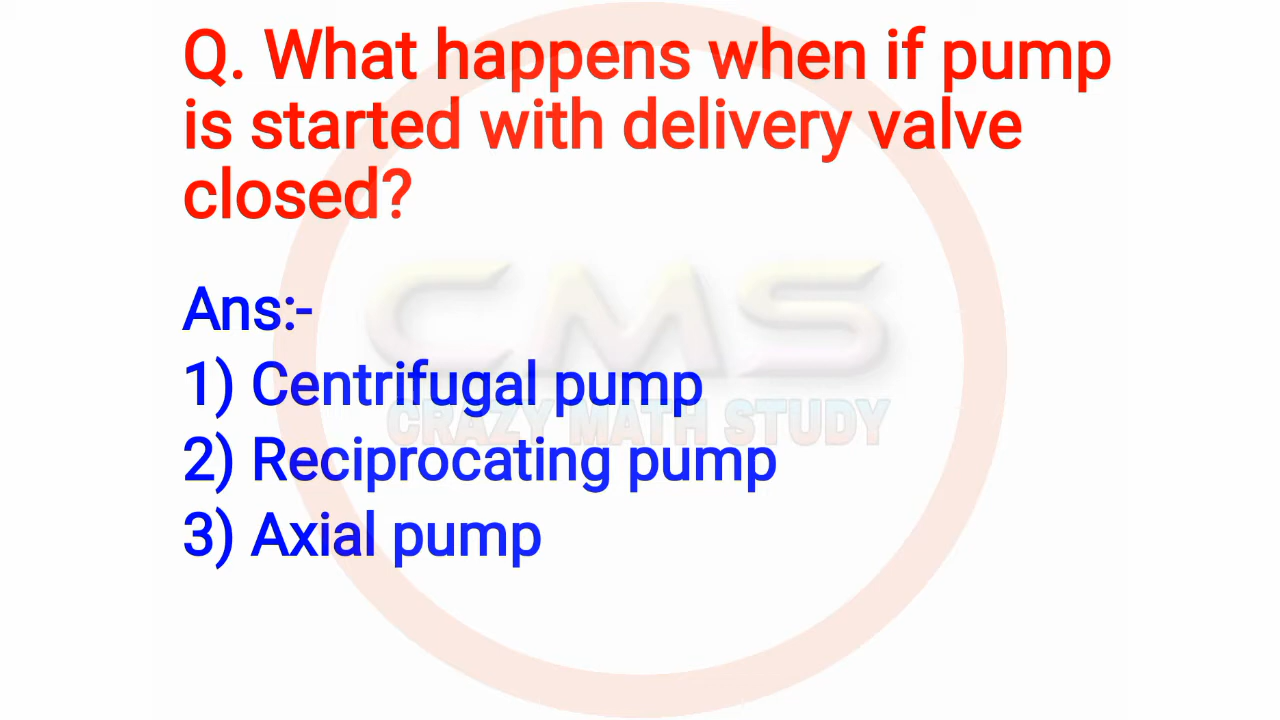 Q. What happens when if pump
is started with delivery valve
closed?
Ans:-
CMS
1) Centrifugal pump
CRAZY MATH STUDY
2) Reciprocating pump
3) Axial pump